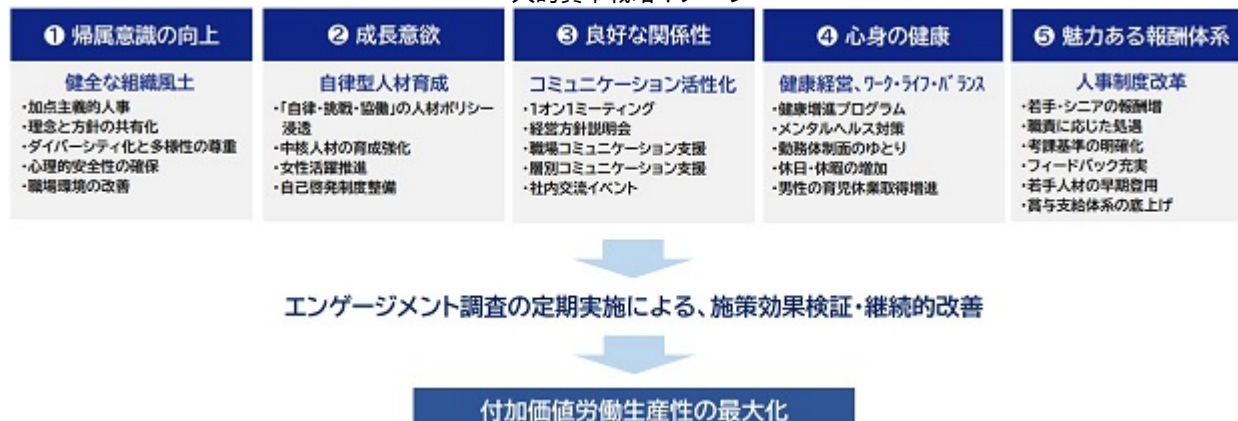 ❶ 帰属意識の向上
健全な組織風土
・加点主義的人事
・理念と方針の共有化
・ダイバーシティ化と多様性の尊重
・心理的安全性の確保
・職場環境の改善
❷ 成長意欲
自律型人材育成
・「自律・挑戦・協働」の人材ポリシー
浸透
・中核人材の育成強化
・女性活躍推進
・自己啓発制度整備
❸ 良好な関係性
コミュニケーション活性化
・1オン1ミーティング
・経営方針説明会
・職場コミュニケーション支援
・層別コミュニケーション支援
・社内交流イベント
❹ 心身の健康
健康経営、ワーク・ライフ・バランス
・健康増進プログラム
・メンタルヘルス対策
・勤務体制面のゆとり
・休日・休暇の増加
・男性の育児休業取得増進
❺ 魅力ある報酬体系
人事制度改革
・若手・シニアの報酬増
・職責に応じた処遇
・考課基準の明確化
・フィードバック充実
・若手人材の早期登用
・賞与支給体系の底上げ
エンゲージメント調査の定期実施による、施策効果検証・継続的改善
付加価値労働生産性の最大化